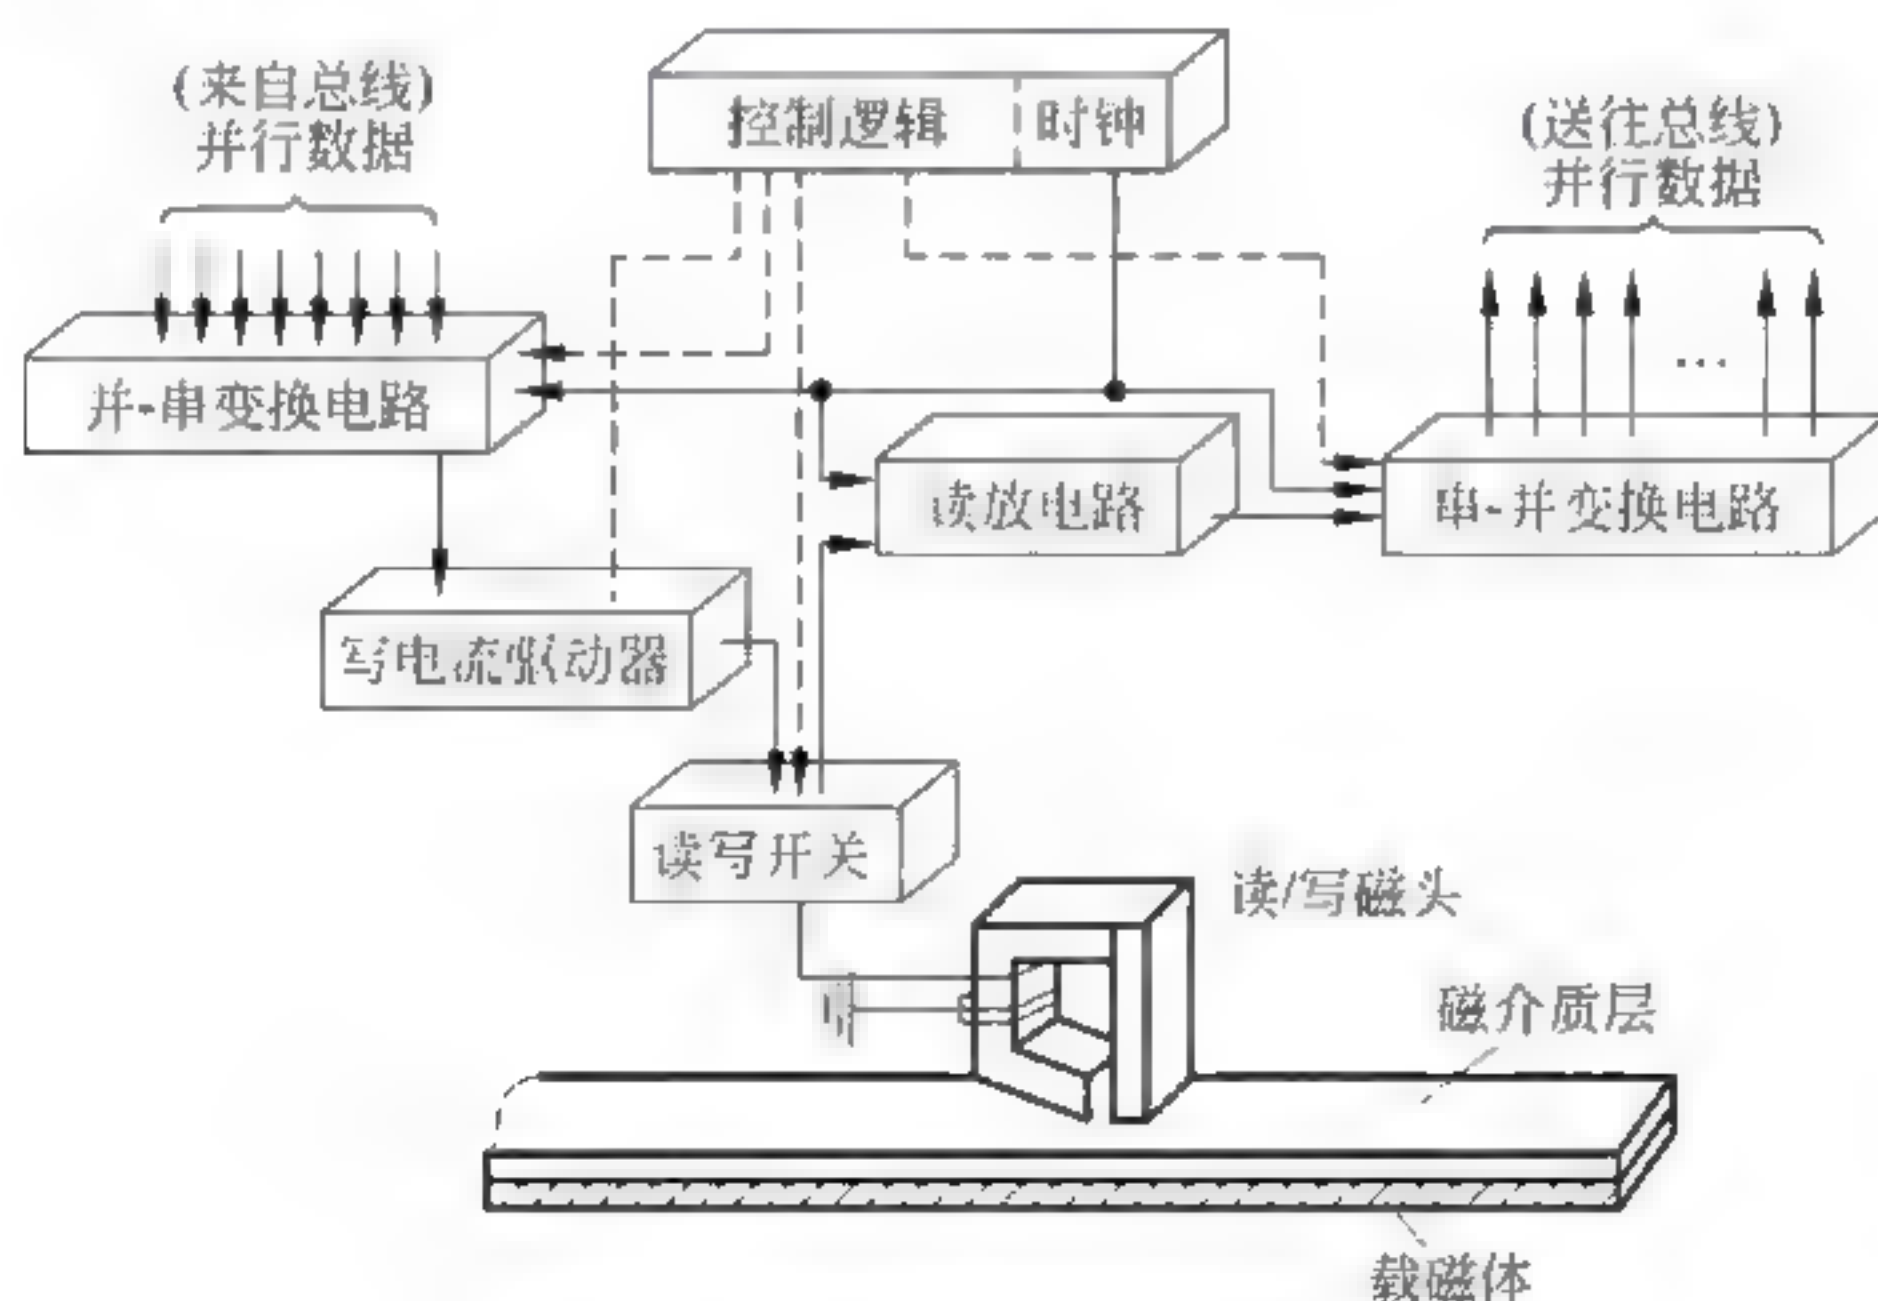 (来自总线)
并行数据
控制逻辑
时钟
(送往总线)
并行数据
并-串变换电路
读放电路
串-并变换电路
...
写电流驱动器
读写开关
读/写磁头
磁介质层
载磁体